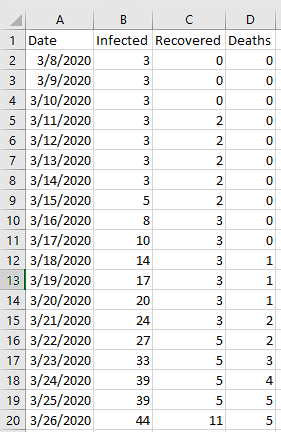 A B C D
1 Date Infected Recovered Deaths
2 3/8/2020 3 0 0
3 3/9/2020 3 0 0
4 3/10/2020 3 0 0
5 3/11/2020 3 2 0
6 3/12/2020 3 2 0
7 3/13/2020 3 2 0
8 3/14/2020 3 2 0
9 3/15/2020 5 2 0
10 3/16/2020 8 3 0
11 3/17/2020 10 3 0
12 3/18/2020 14 3 1
13 3/19/2020 17 3 1
14 3/20/2020 20 3 1
15 3/21/2020 24 3 2
16 3/22/2020 27 5 2
17 3/23/2020 33 5 3
18 3/24/2020 39 5 4
19 3/25/2020 39 5 5
20 3/26/2020 44 11 5